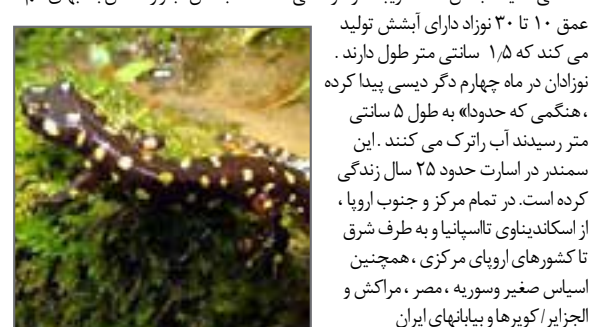 عمق ۱۰ تا ۳۰ نوزاد دارای آبشش تولید
می کند که ۱٫۵ سانتی متر طول دارند .
نوزادان در ماه چهارم دگر دیسی پیدا کرده
، هنگمی که حدودا» به طول ۵ سانتی
متر رسیدند آب راترک می کنند . این
سمندر در اسارت حدود ۲۵ سال زندگی
کرده است. در تمام مرکز و جنوب اروپا ،
از اسکاندیناوی تااسپانیا و به طرف شرق
تا کشورهای اروپای مرکزی ، همچنین
اسیاس صغیر وسوریه ، مصر ، مراکش و
الجزایر/کویرها و بیابانهای ایران